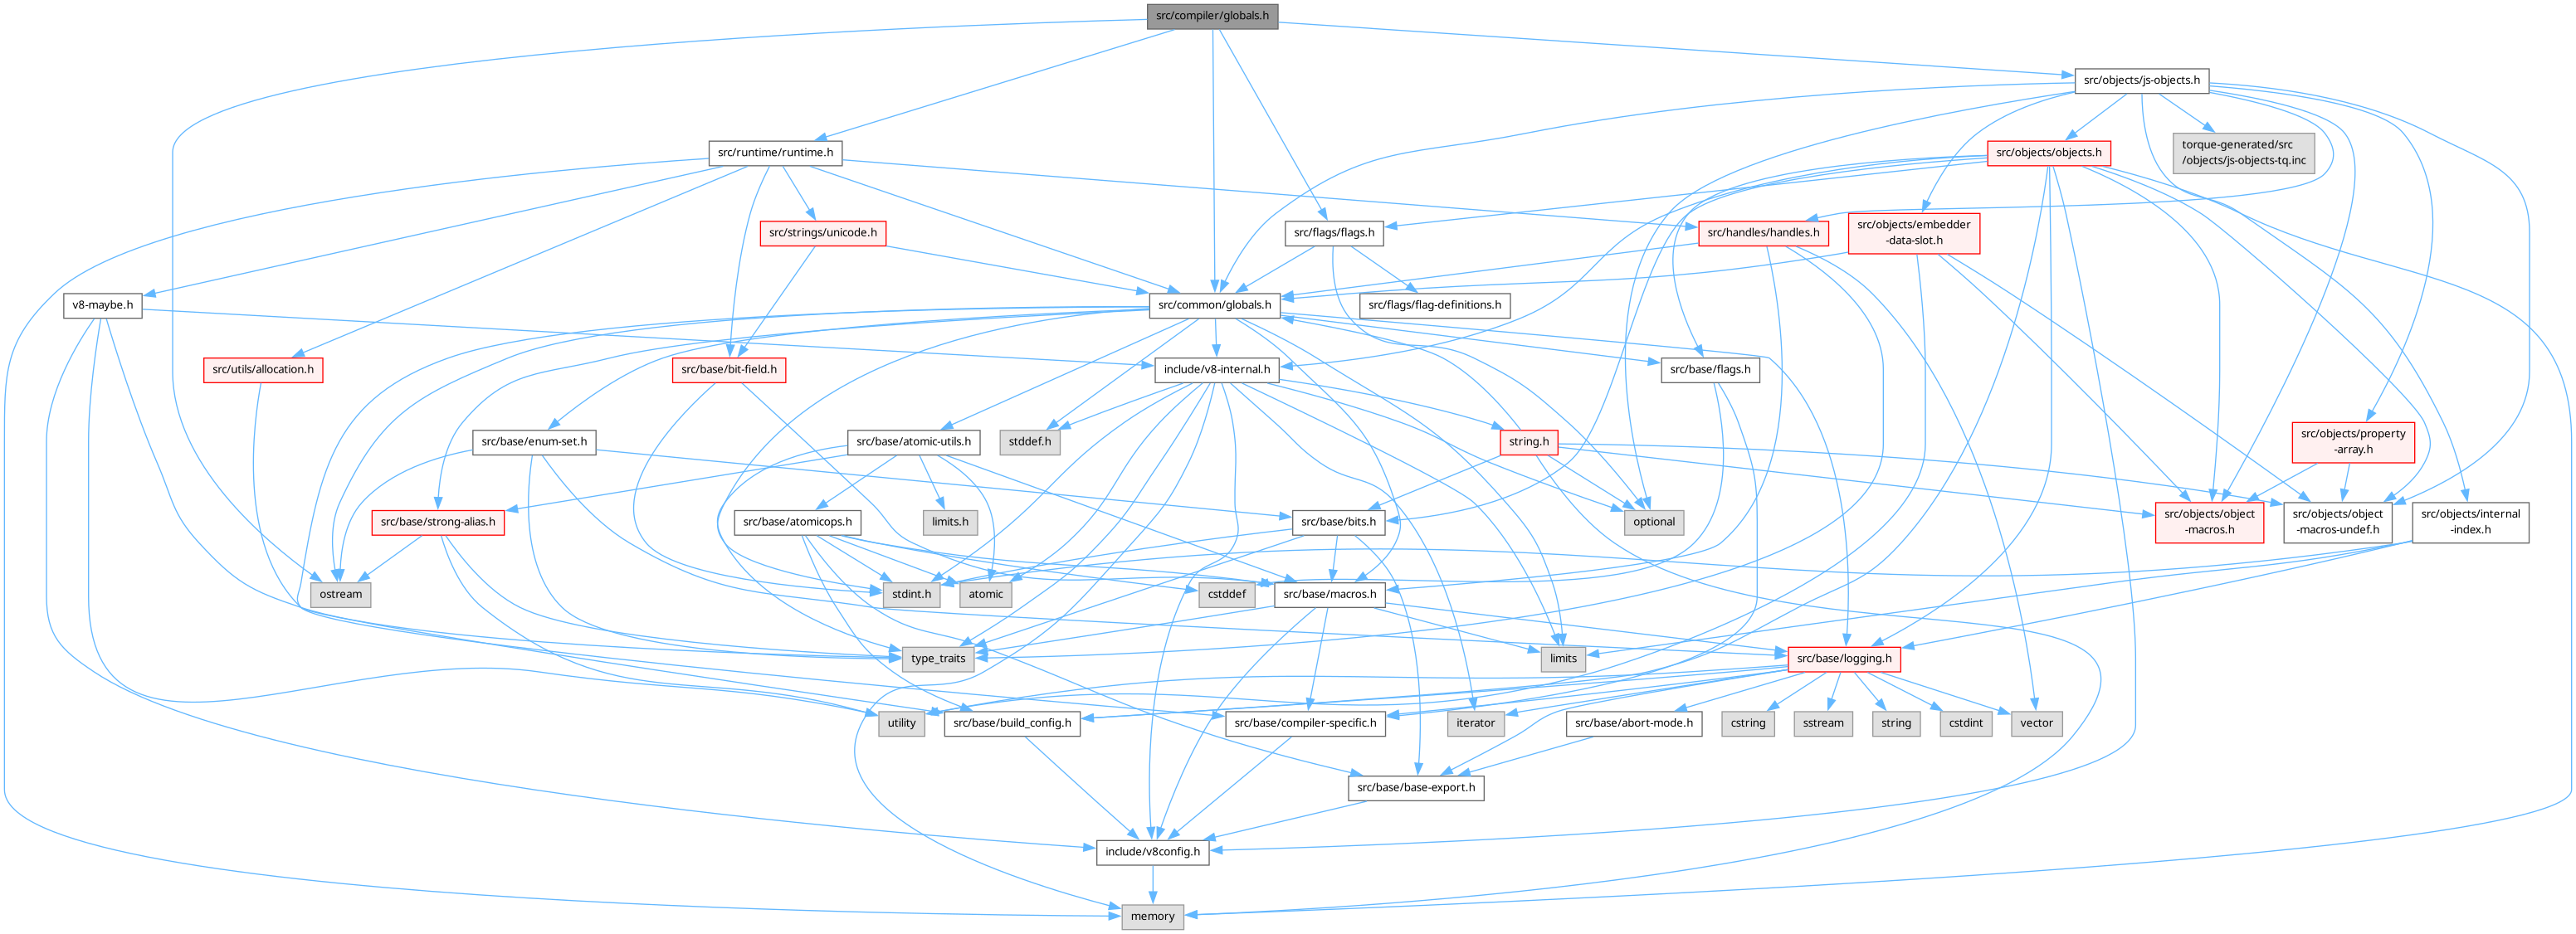 src/compiler/globals.h
src/objects/js-objects.h
src/runtime/runtime.h
src/objects/objects.h
torque-generated/src
/objects/js-objects-tq.inc
src/strings/unicode.h
src/flags/flags.h
src/handles/handles.h
src/objects/embedder
-data-slot.h
v8-maybe.h
src/common/globals.h
src/flags/flag-definitions.h
src/utils/allocation.h
src/base/bit-field.h
include/v8-internal.h
src/base/flags.h
src/base/enum-set.h
src/base/atomic-utils.h
stddef.h
string.h
src/objects/property
-array.h
src/base/strong-alias.h
src/base/atomicops.h
limits.h
src/base/bits.h
optional
src/objects/object
-macros.h
src/objects/object
-macros-undef.h
src/objects/internal
-index.h
ostream
stdint.h
atomic
cstddef
src/base/macros.h
type_traits
limits
src/base/logging.h
utility
src/base/build_config.h
src/base/compiler-specific.h
iterator
src/base/abort-mode.h
cstring
sstream
string
cstdint
vector
src/base/base-export.h
include/v8config.h
memory